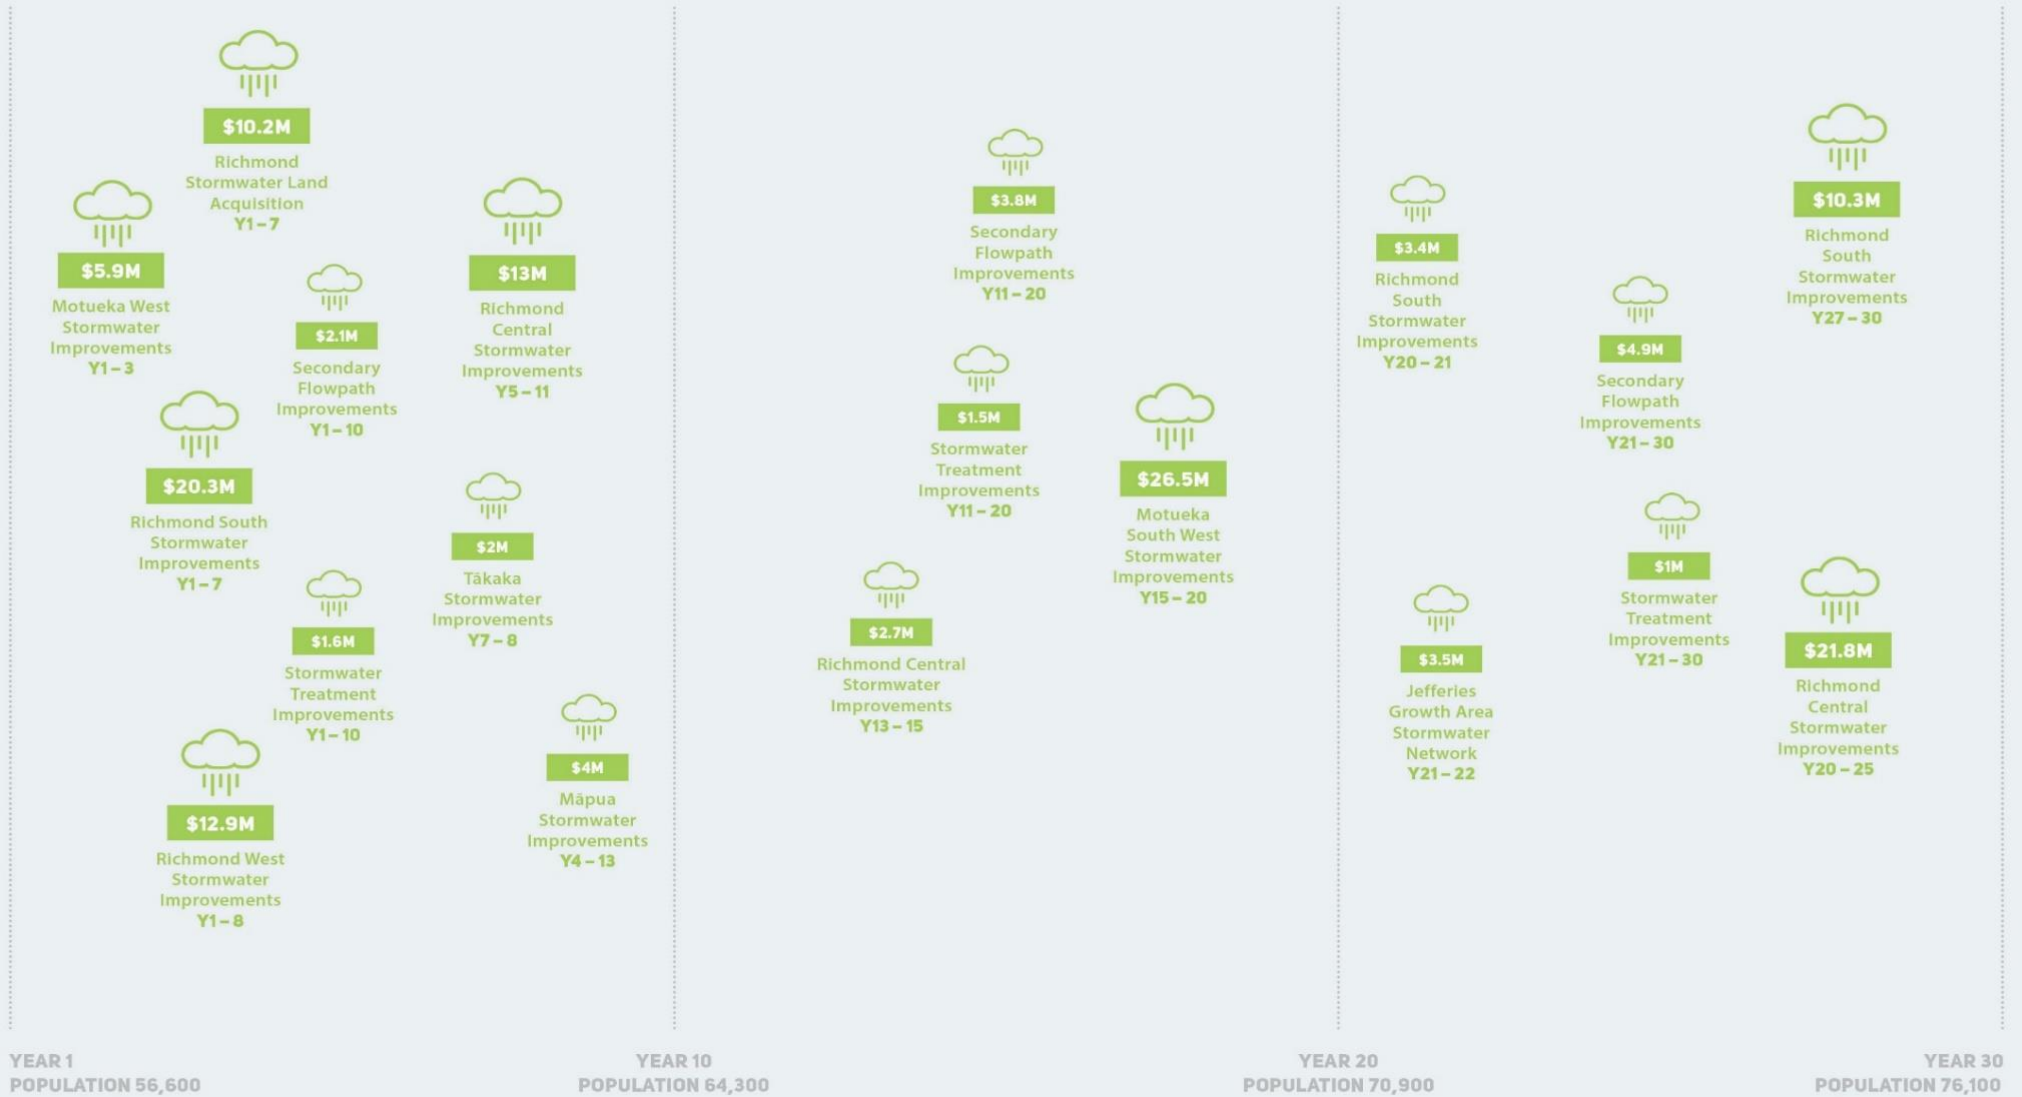 $10.2M
Richmond
Stormwater Land
Acquisition
Y1 – 7
$5.9M
Motueka West
Stormwater
Improvements
Y1 – 3
$2.1M
Secondary
Flowpath
Improvements
Y1 – 10
$13M
Richmond
Central
Stormwater
Improvements
Y5 – 11
$20.3M
Richmond South
Stormwater
Improvements
Y1 – 7
$2M
Tākaka
Stormwater
Improvements
Y7 – 8
$1.6M
Stormwater
Treatment
Improvements
Y1 – 10
$4M
Māpua
Stormwater
Improvements
Y4 – 13
$12.9M
Richmond West
Stormwater
Improvements
Y1 – 8
$3.8M
Secondary
Flowpath
Improvements
Y11 – 20
$1.5M
Stormwater
Treatment
Improvements
Y11 – 20
$26.5M
Motueka
South West
Stormwater
Improvements
Y15 – 20
$2.7M
Richmond Central
Stormwater
Improvements
Y13 – 15
$3.4M
Richmond
South
Stormwater
Improvements
Y20 – 21
$10.3M
Richmond
South
Stormwater
Improvements
Y27 – 30
$4.9M
Secondary
Flowpath
Improvements
Y21 – 30
$1M
Stormwater
Treatment
Improvements
Y21 – 30
$3.5M
Jefferies
Growth Area
Stormwater
Network
Y21 – 22
$21.8M
Richmond
Central
Stormwater
Improvements
Y20 – 25
YEAR 1
POPULATION 56,600
YEAR 10
POPULATION 64,300
YEAR 20
POPULATION 70,900
YEAR 30
POPULATION 76,100